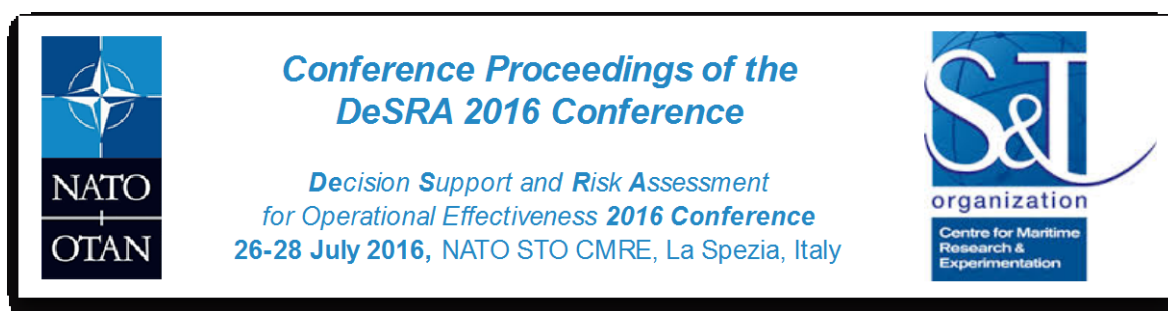 NATO
OTAN
Conference Proceedings of the
DeSRA 2016 Conference
Decision Support and Risk Assessment
for Operational Effectiveness 2016 Conference
26-28 July 2016, NATO STO CMRE, La Spezia, Italy
S&T
organization
Centre for Maritime
Research &
Experimentation